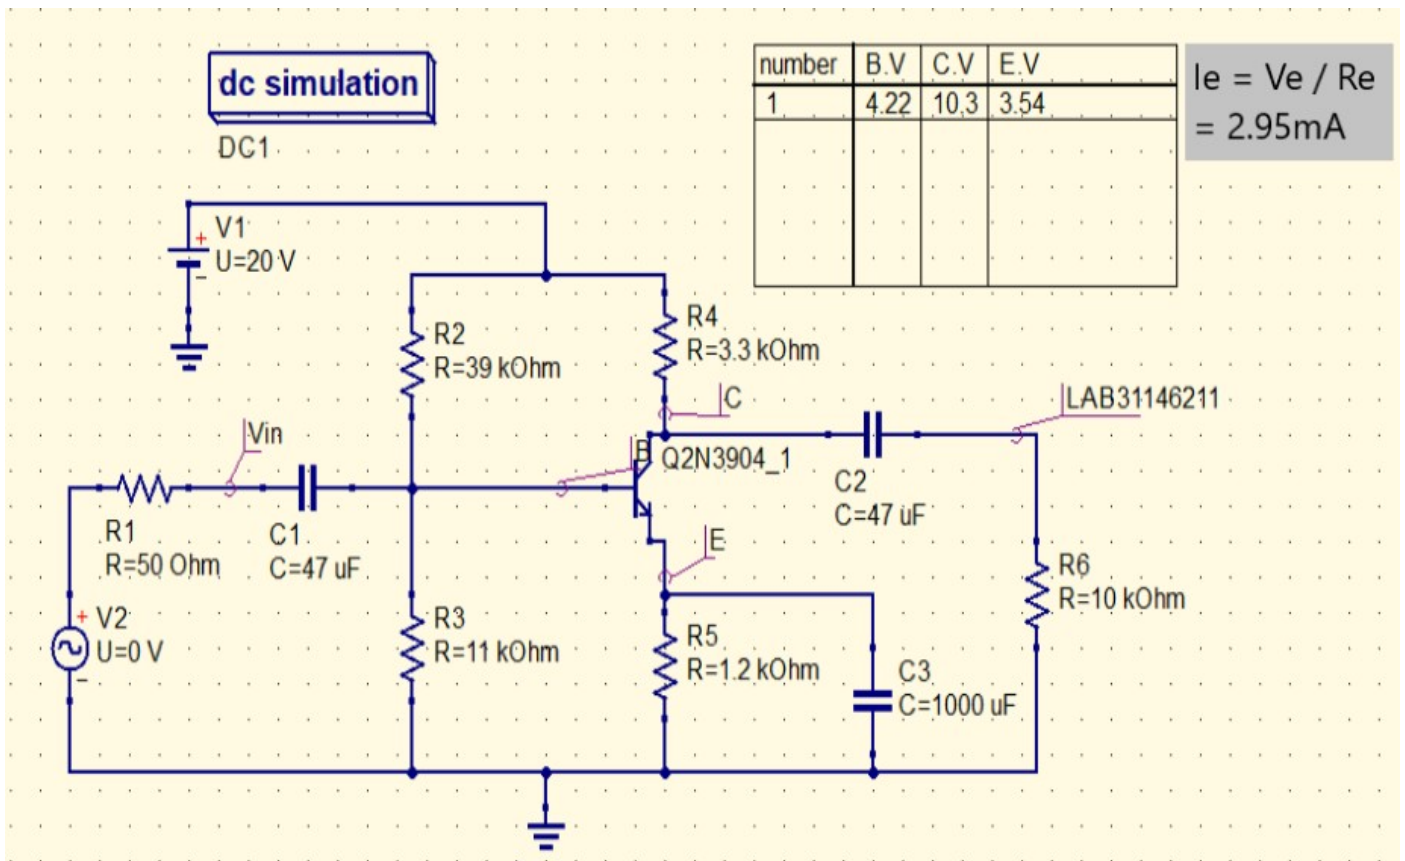 dc simulation
DC1
number B.V C.V E.V
1 4.22 10.3 3.54
Ie = Ve / Re
= 2.95mA
V1
U=20 V
R2
R=39 kOhm
R4
R=3.3 kOhm
C
LAB31146211
Vin
B
Q2N3904_1
R1
R=50 Ohm
C1
C=47 uF
C2
C=47 uF
E
V2
U=0 V
R3
R=11 kOhm
R5
R=1.2 kOhm
R6
R=10 kOhm
C3
C=1000 uF